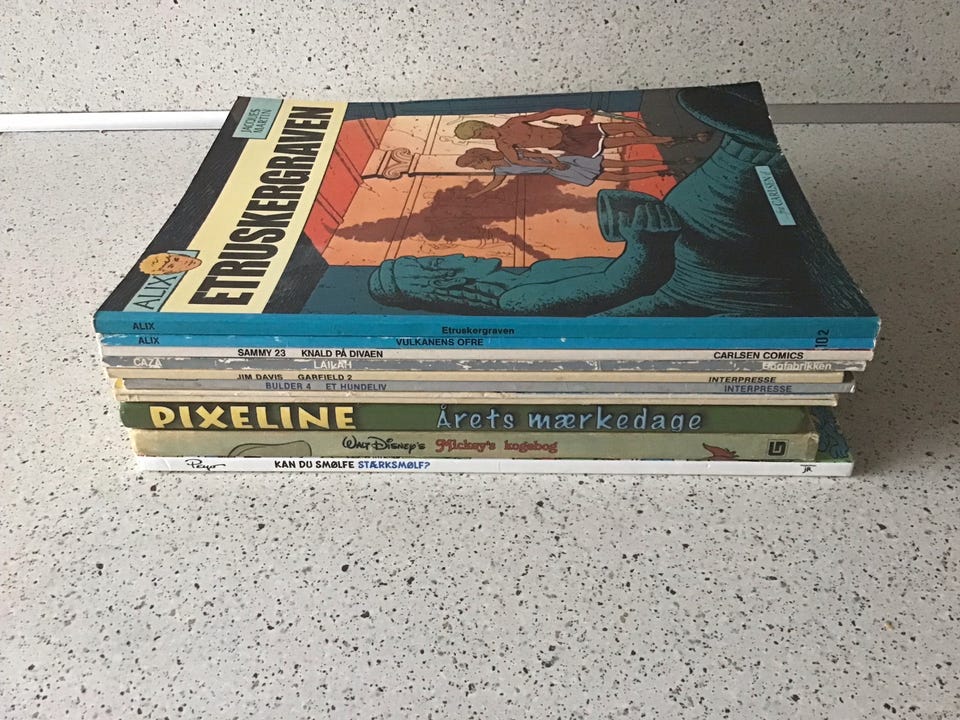 JACQUES
MARTIN
ETRUSKERGRAVEN
ALIX
CARLSEN
ALIX Etruskergraven 102
ALIX VULKANENS OFRE
SAMMY 23 KNALD PÅ DIVAEN CARLSEN COMICS
CAZA LAILAH Bogfabrikken
JIM DAVIS GARFIELD 2 INTERPRESSE
BULDER 4 ET HUNDELIV INTERPRESSE
PIXELINE Årets mærkedage
WALT DISNEY'S Mickey's kogebog G
Peyo KAN DU SMØLFE STÆRKSMØLF? JR